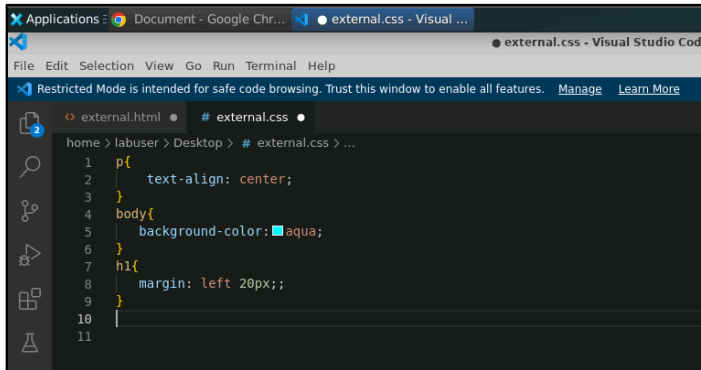 Applications Document - Google Chr... ● external.css - Visual ...
● external.css - Visual Studio Cod
File Edit Selection View Go Run Terminal Help
Restricted Mode is intended for safe code browsing. Trust this window to enable all features. Manage Learn More
<> external.html ● # external.css ●
home > labuser > Desktop > # external.css > ...
2
1 p{
2 text-align: center;
3 }
4 body{
5 background-color: aqua;
6 }
7 h1{
8 margin: left 20px;;
9 }
10
11